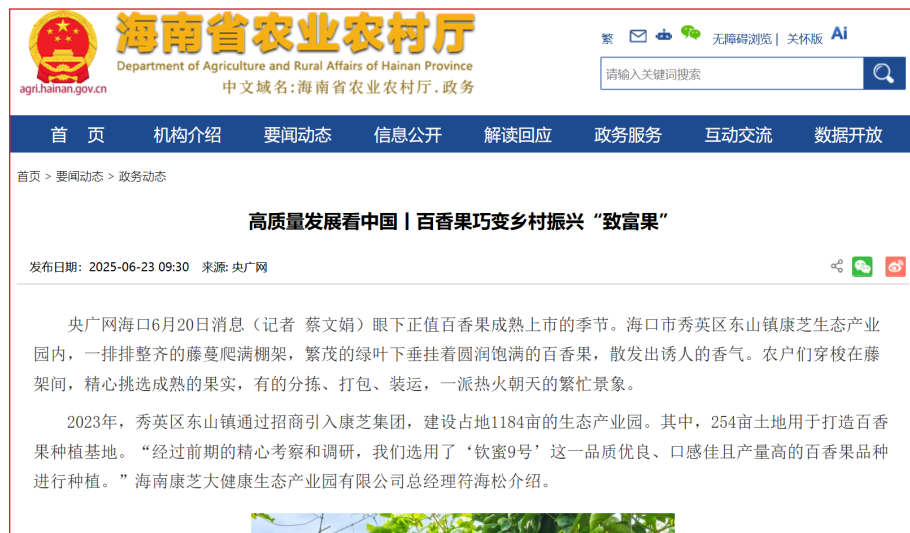 海南省农业农村厅
Department of Agriculture and Rural Affairs of Hainan Province
agri.hainan.gov.cn
中文域名:海南省农业农村厅.政务
繁 无障碍浏览 | 关怀版 Ai
请输入关键词搜索
首 页 机构介绍 要闻动态 信息公开 解读回应 政务服务 互动交流 数据开放
首页 > 要闻动态 > 政务动态
高质量发展看中国丨百香果巧变乡村振兴“致富果”
发布日期: 2025-06-23 09:30 来源: 央广网
央广网海口6月20日消息（记者 蔡文娟）眼下正值百香果成熟上市的季节。海口市秀英区东山镇康芝生态产业
园内，一排排整齐的藤蔓爬满棚架，繁茂的绿叶下垂挂着圆润饱满的百香果，散发出诱人的香气。农户们穿梭在藤
架间，精心挑选成熟的果实，有的分拣、打包、装运，一派热火朝天的繁忙景象。
2023年，秀英区东山镇通过招商引入康芝集团，建设占地1184亩的生态产业园。其中，254亩土地用于打造百香
果种植基地。“经过前期的精心考察和调研，我们选用了‘钦蜜9号’这一品质优良、口感佳且产量高的百香果品种
进行种植。”海南康芝大健康生态产业园有限公司总经理符海松介绍。